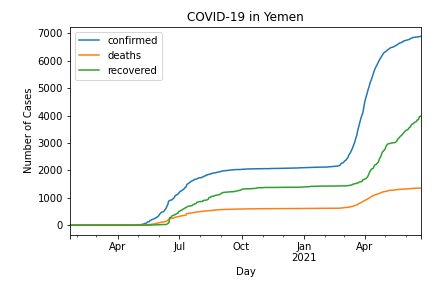 COVID-19 in Yemen
confirmed
deaths
recovered
Number of Cases
7000
6000
5000
4000
3000
2000
1000
0
Apr
Jul
Oct
Jan
2021
Apr
Day